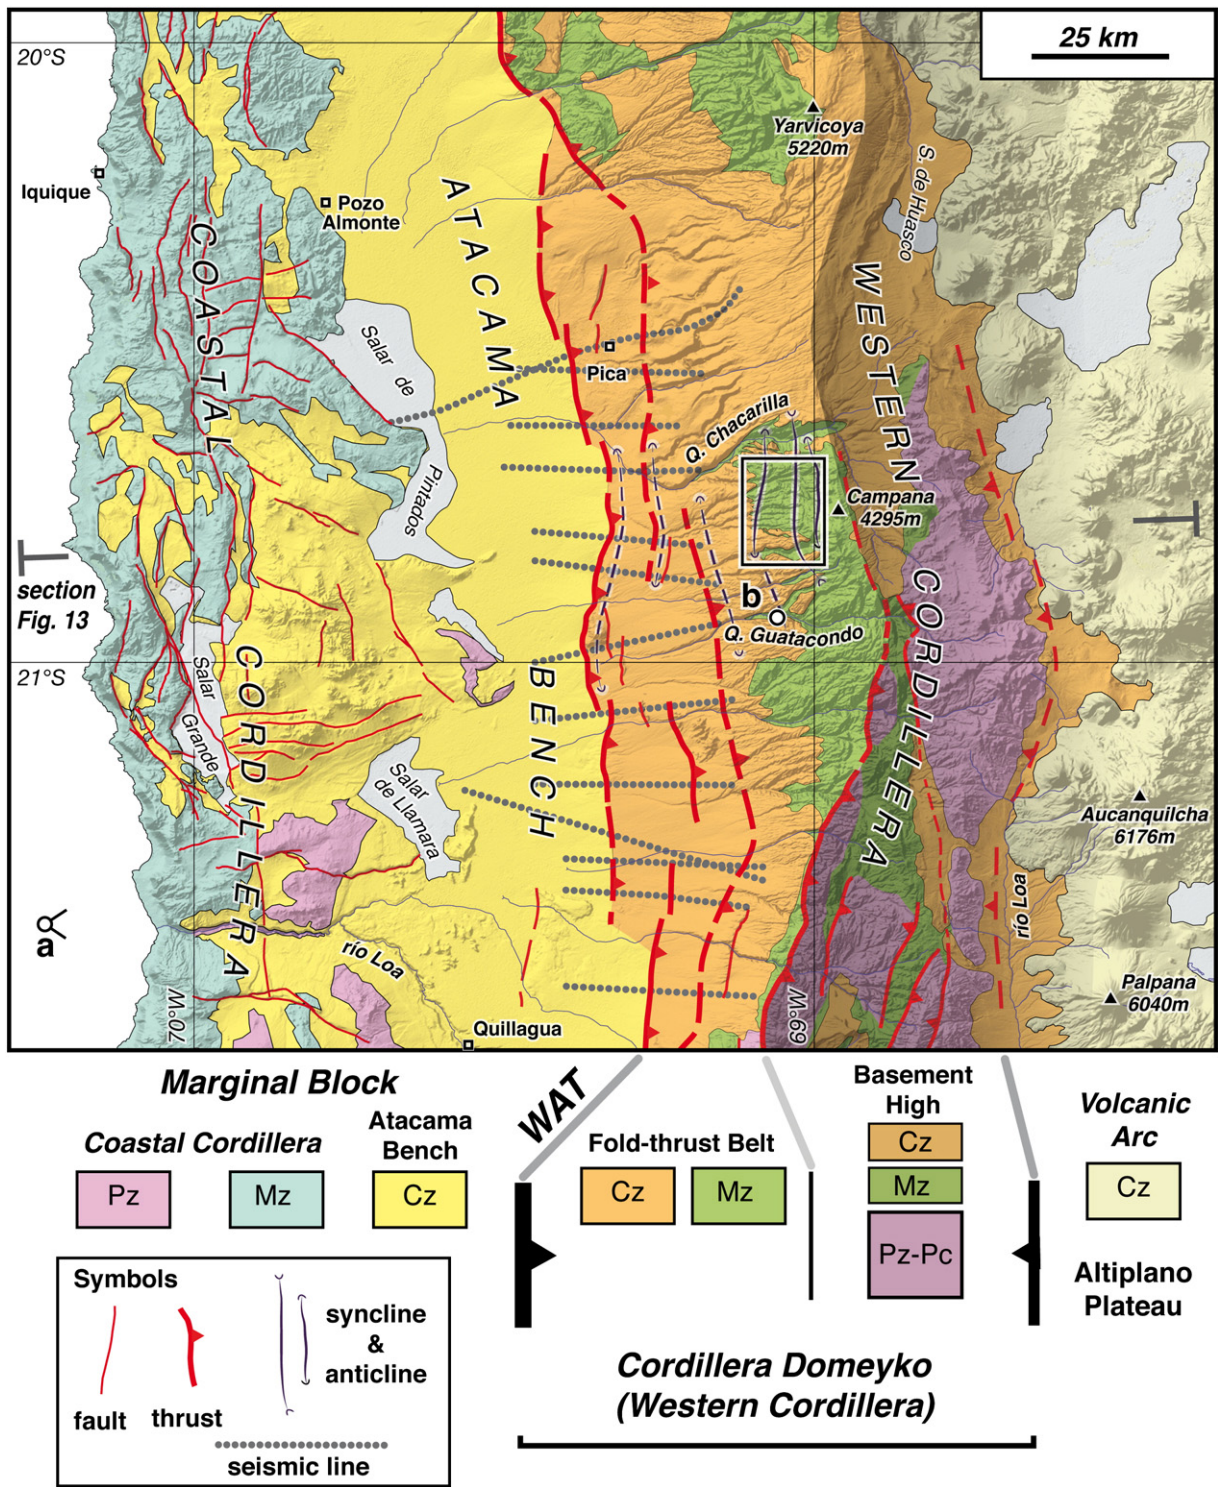 20°S
25 km
Yarvicoya
5220m
S. de Huasco
Iquique
Pozo
Almonte
ATACAMA
COASTAL
WESTERN
Salar de
Pica
Q. Chacarilla
Pintados
Campana
4295m
section
Fig. 13
CORDILLERA
b
Q. Guatacondo
21°S
Salar
Grande
CORDILLERA
BENCH
Salar
de Llamara
Aucanquilcha
6176m
a
río Loa
río Loa
Palpana
6040m
70°W
69°W
Quillagua
Marginal Block
WAT
Basement
High
Volcanic
Arc
Coastal Cordillera
Atacama
Bench
Fold-thrust Belt
Pz
Mz
Cz
Cz
Mz
Cz
Mz
Pz-Pc
Cz
Altiplano
Plateau
Symbols
syncline
&
anticline
fault
thrust
seismic line
Cordillera Domeyko
(Western Cordillera)